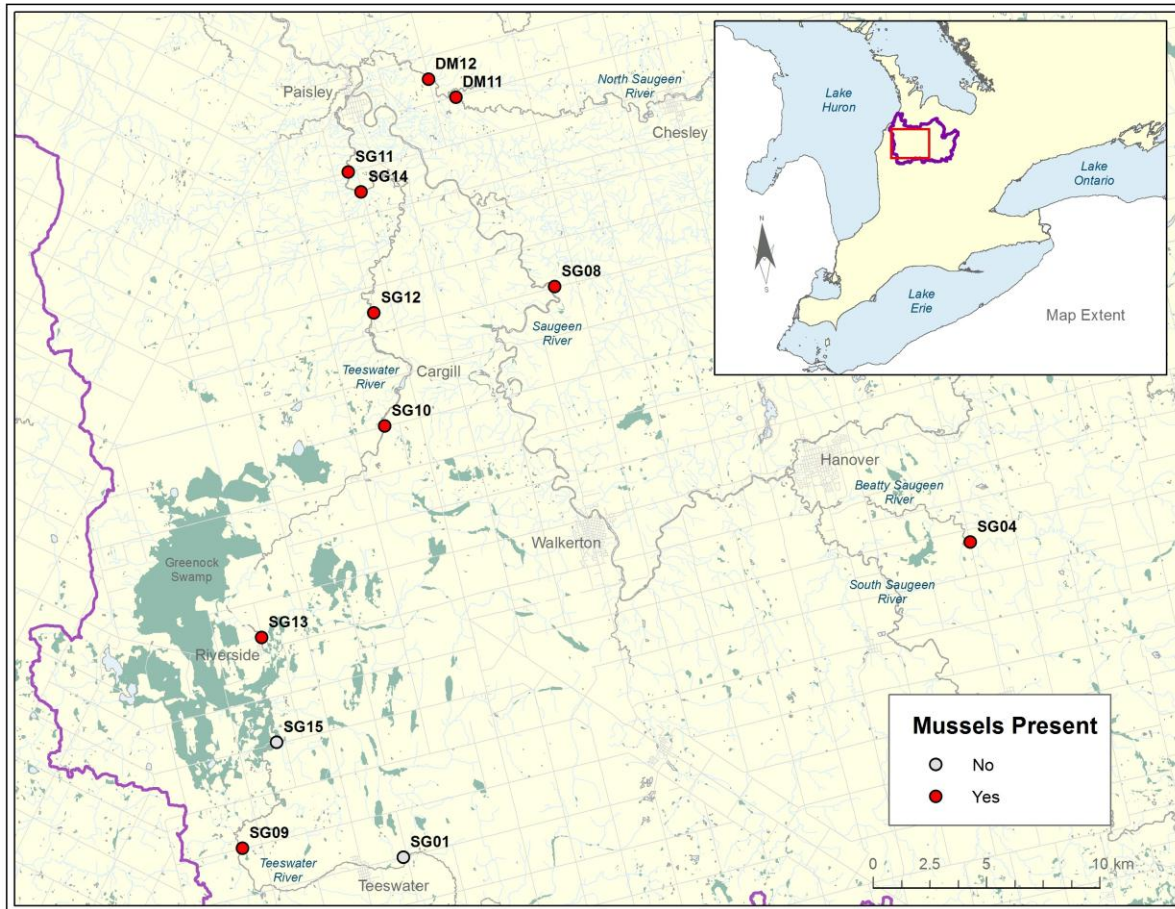 DM12
DM11
Paisley
North Saugeen
River
Chesley
SG11
SG14
SG08
SG12
Saugeen
River
Teeswater
River
Cargill
SG10
Hanover
Beatty Saugeen
River
Walkerton
SG04
Greenock
Swamp
South Saugeen
River
SG13
Riverside
SG15
SG09
Teeswater
River
SG01
Teeswater
Lake
Huron
Lake
Ontario
Lake
Erie
N
S
Map Extent
Mussels Present
No
Yes
0 2.5 5 10 km